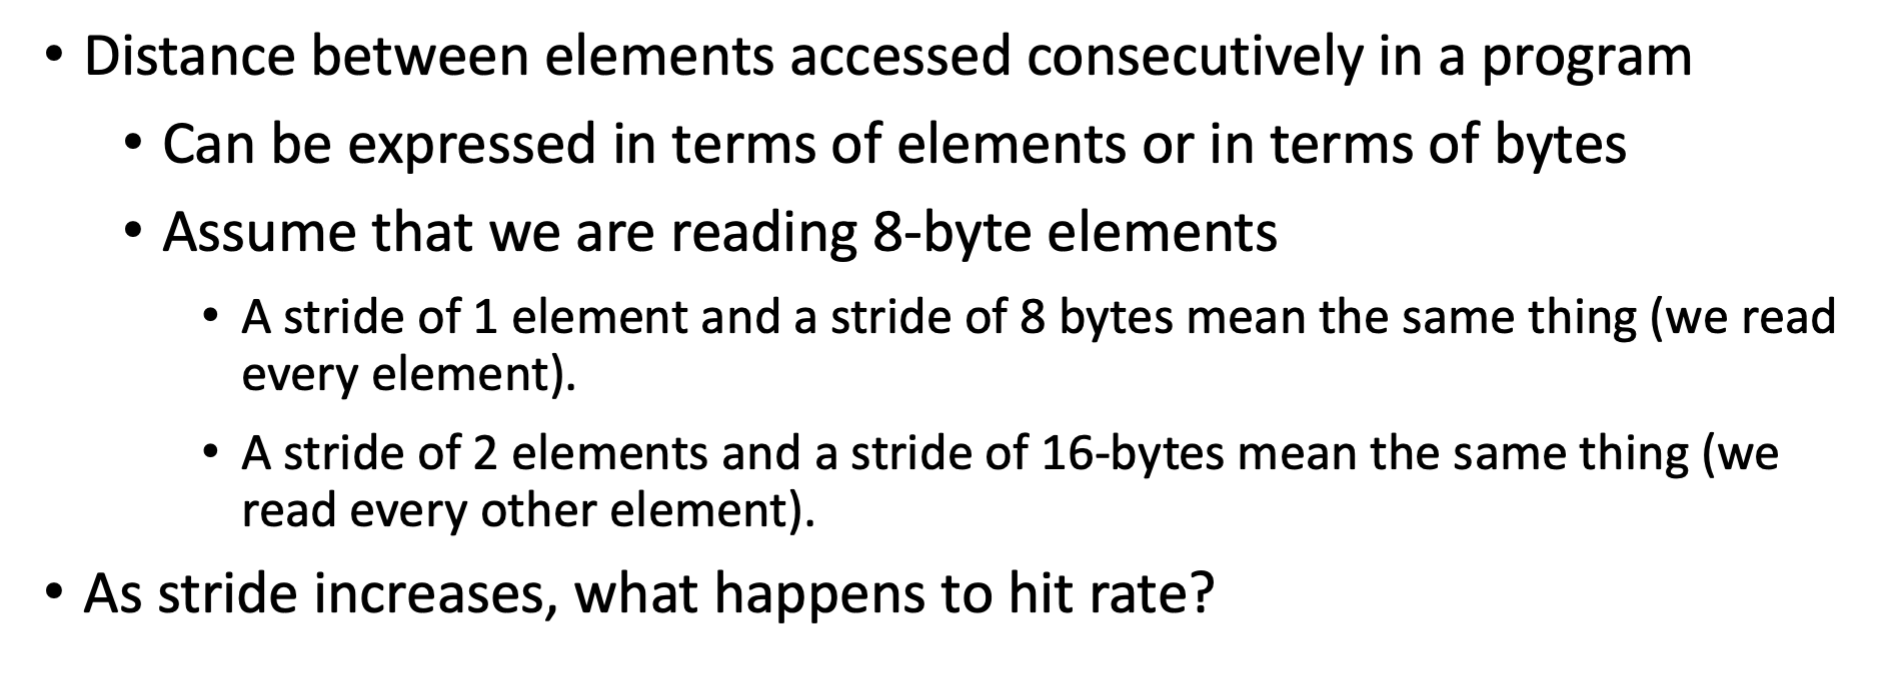 • Distance between elements accessed consecutively in a program
• Can be expressed in terms of elements or in terms of bytes
• Assume that we are reading 8-byte elements
• A stride of 1 element and a stride of 8 bytes mean the same thing (we read
every element).
• A stride of 2 elements and a stride of 16-bytes mean the same thing (we
read every other element).
• As stride increases, what happens to hit rate?